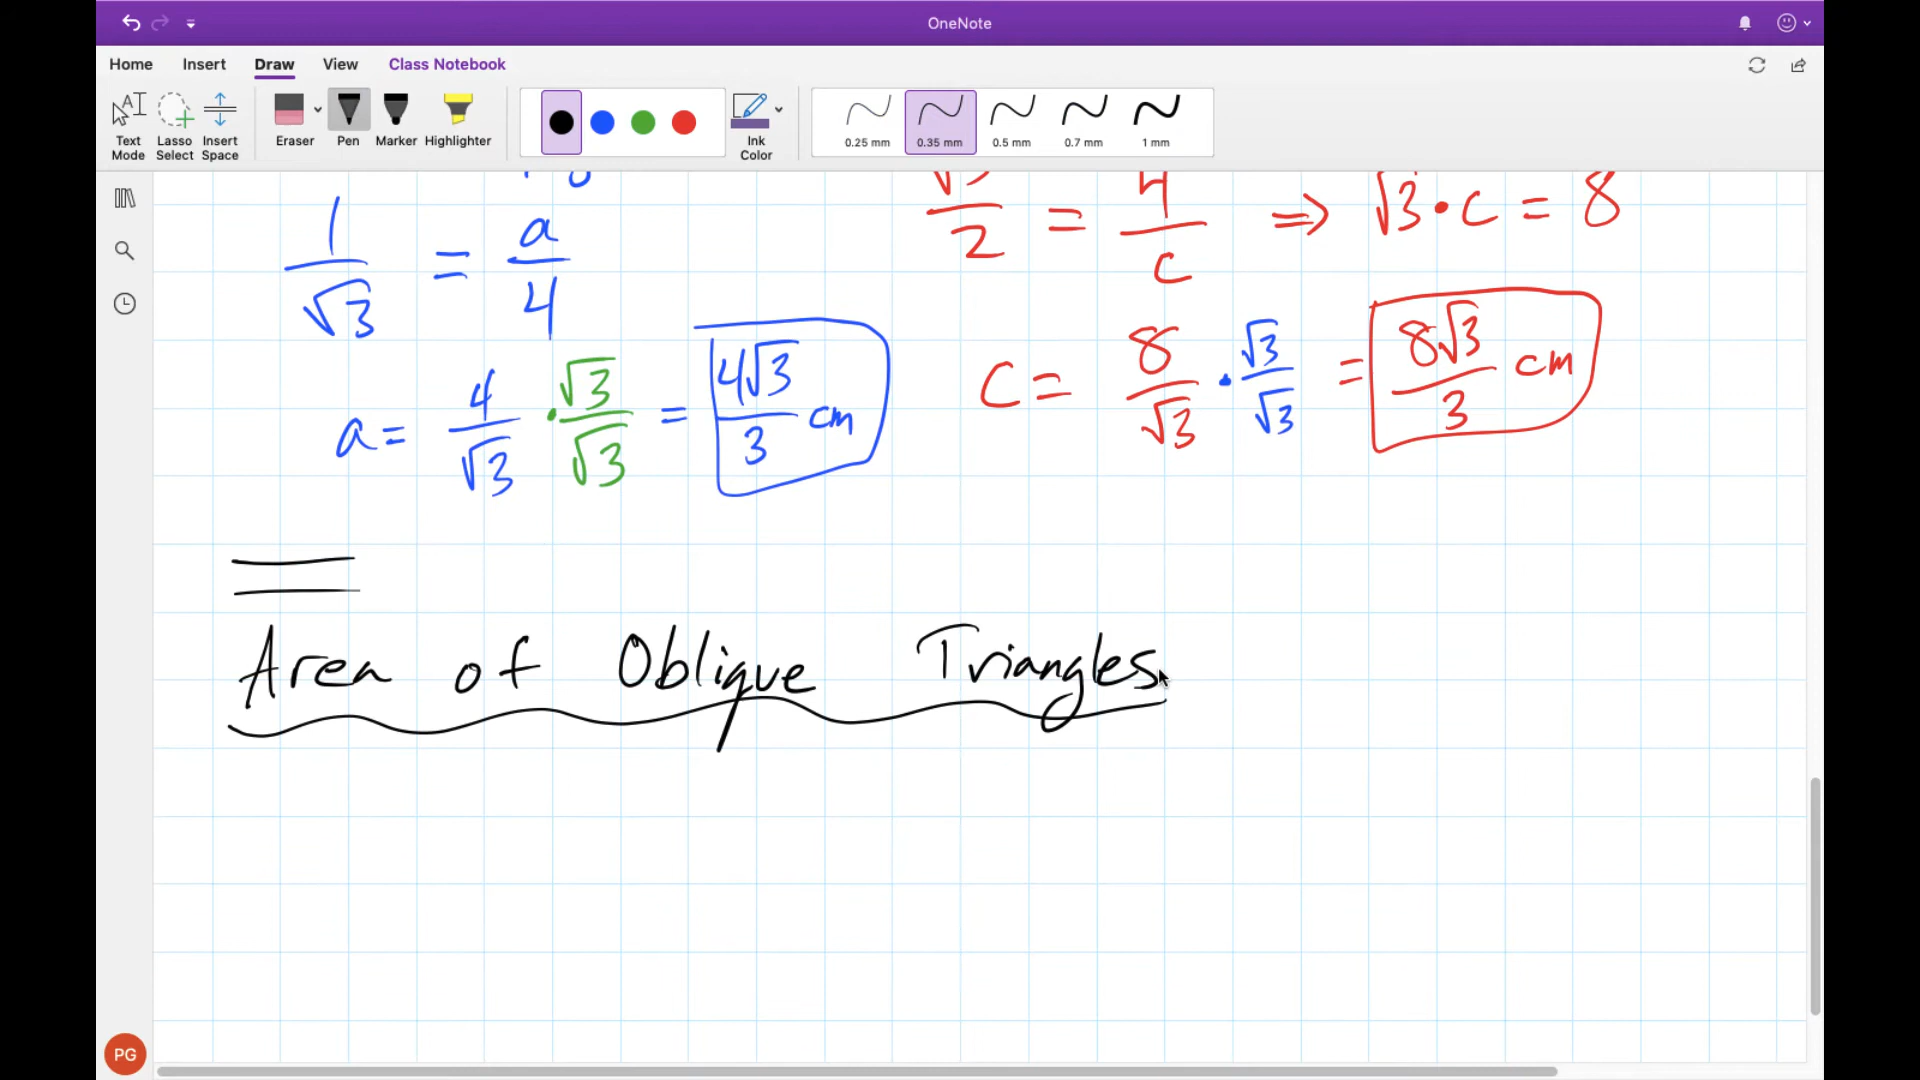 OneNote
Home Insert Draw View Class Notebook
Text Mode Lasso Select Insert Space Eraser Pen Marker Highlighter Ink Color 0.25 mm 0.35 mm 0.5 mm 0.7 mm 1 mm
1/√3 = a/4
a = 4/√3 • √3/√3 = 4√3/3 cm
√3/2 = 4/c ⇒ √3 • c = 8
c = 8/√3 • √3/√3 = 8√3/3 cm
Area of Oblique Triangles
PG